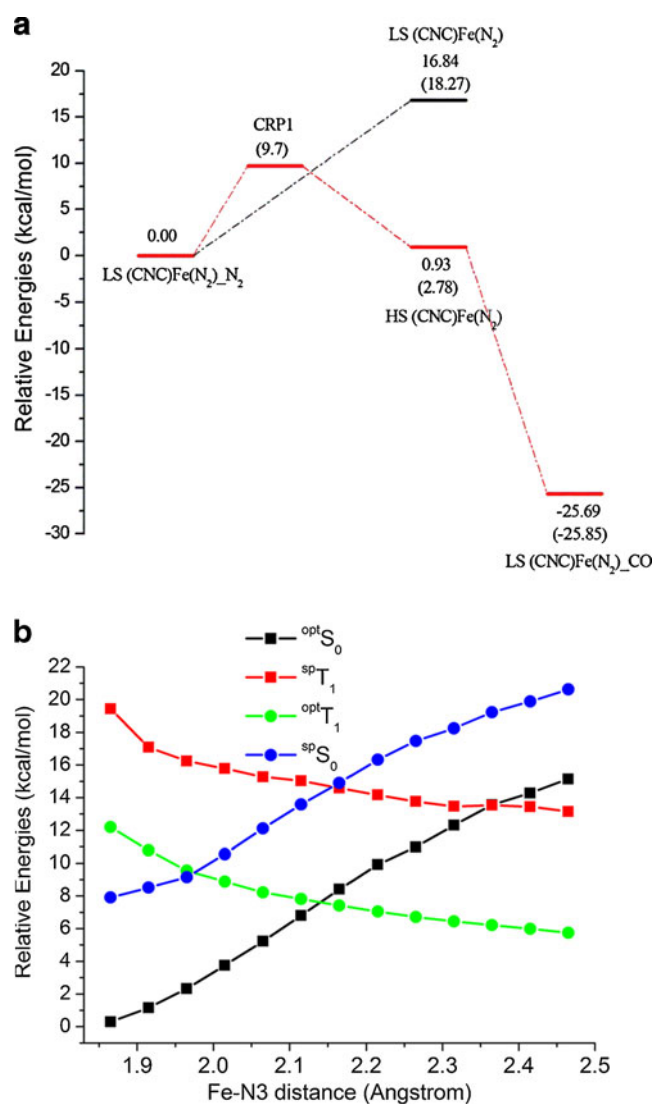 a
LS (CNC)Fe(N₂)
16.84
(18.27)
CRP1
(9.7)
0.00
LS (CNC)Fe(N₂)_N₂
0.93
(2.78)
HS (CNC)Fe(N₂)
-25.69
(-25.85)
LS (CNC)Fe(N₂)_CO
Relative Energies (kcal/mol)
20
15
10
5
0
-5
-10
-15
-20
-25
-30
b
optS₀
spT₁
optT₁
spS₀
Relative Energies (kcal/mol)
22
20
18
16
14
12
10
8
6
4
2
0
1.9 2.0 2.1 2.2 2.3 2.4 2.5
Fe-N3 distance (Angstrom)